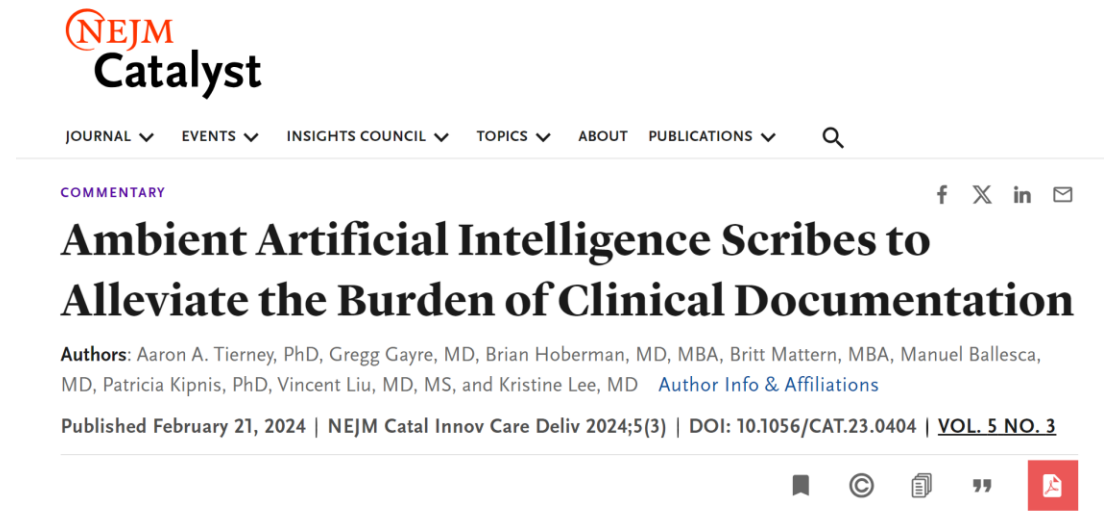 NEJM
Catalyst
JOURNAL EVENTS INSIGHTS COUNCIL TOPICS ABOUT PUBLICATIONS
COMMENTARY
Ambient Artificial Intelligence Scribes to
Alleviate the Burden of Clinical Documentation
Authors: Aaron A. Tierney, PhD, Gregg Gayre, MD, Brian Hoberman, MD, MBA, Britt Mattern, MBA, Manuel Ballesca,
MD, Patricia Kipnis, PhD, Vincent Liu, MD, MS, and Kristine Lee, MD Author Info & Affiliations
Published February 21, 2024 | NEJM Catal Innov Care Deliv 2024;5(3) | DOI: 10.1056/CAT.23.0404 | VOL. 5 NO. 3